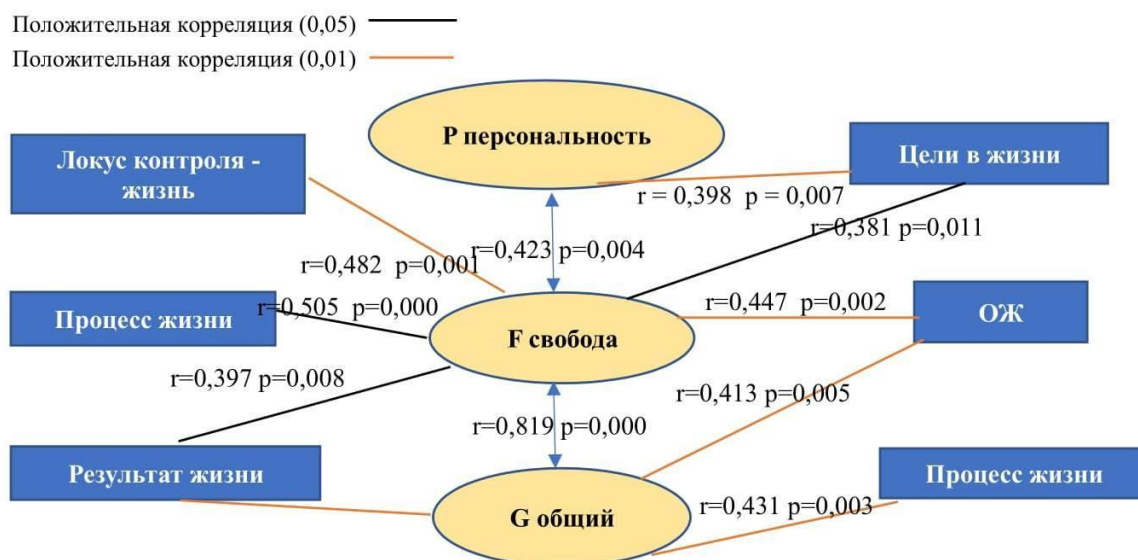 Положительная корреляция (0,05)
Положительная корреляция (0,01)
P персональность
Локус контроля -
жизнь
Цели в жизни
r = 0,398 p = 0,007
r=0,381 p=0,011
r=0,423 p=0,004
r=0,482 p=0,001
r=0,505 p=0,000
Процесс жизни
F свобода
r=0,447 p=0,002
ОЖ
r=0,397 p=0,008
r=0,413 p=0,005
r=0,819 p=0,000
Результат жизни
Процесс жизни
G общий
r=0,431 p=0,003